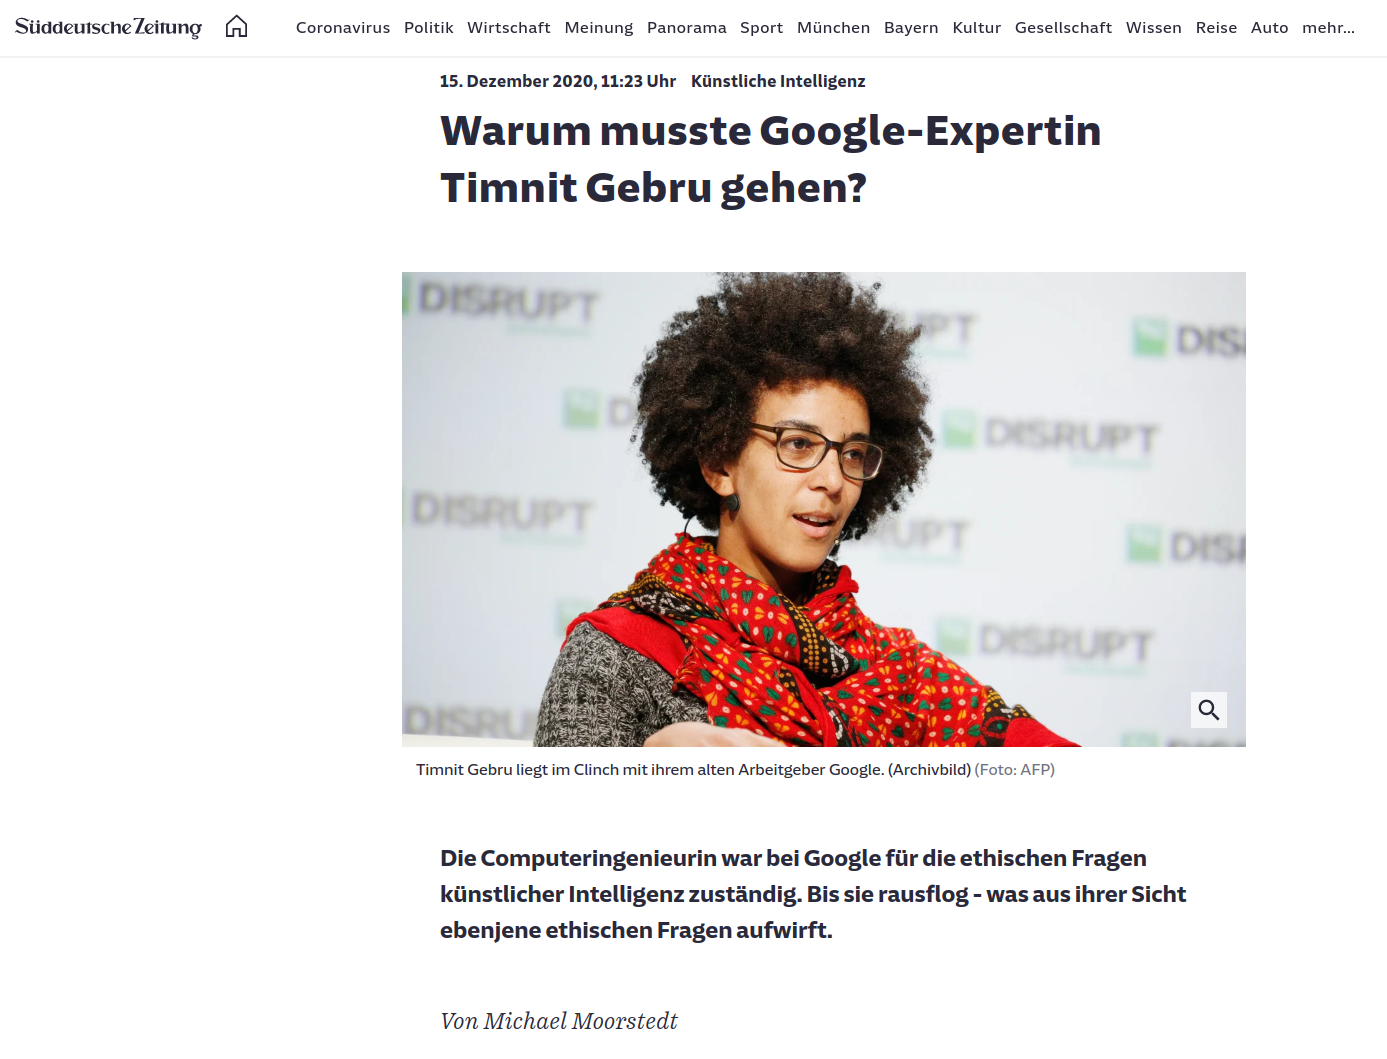 Süddeutsche Zeitung
Coronavirus Politik Wirtschaft Meinung Panorama Sport München Bayern Kultur Gesellschaft Wissen Reise Auto mehr...
15. Dezember 2020, 11:23 Uhr Künstliche Intelligenz
Warum musste Google-Expertin
Timnit Gebru gehen?
DISRUPT
DISRUPT
DISRUPT
DISRUPT
Timnit Gebru liegt im Clinch mit ihrem alten Arbeitgeber Google. (Archivbild) (Foto: AFP)
Die Computeringenieurin war bei Google für die ethischen Fragen
künstlicher Intelligenz zuständig. Bis sie rausflog - was aus ihrer Sicht
ebenjene ethischen Fragen aufwirft.
Von Michael Moorstedt